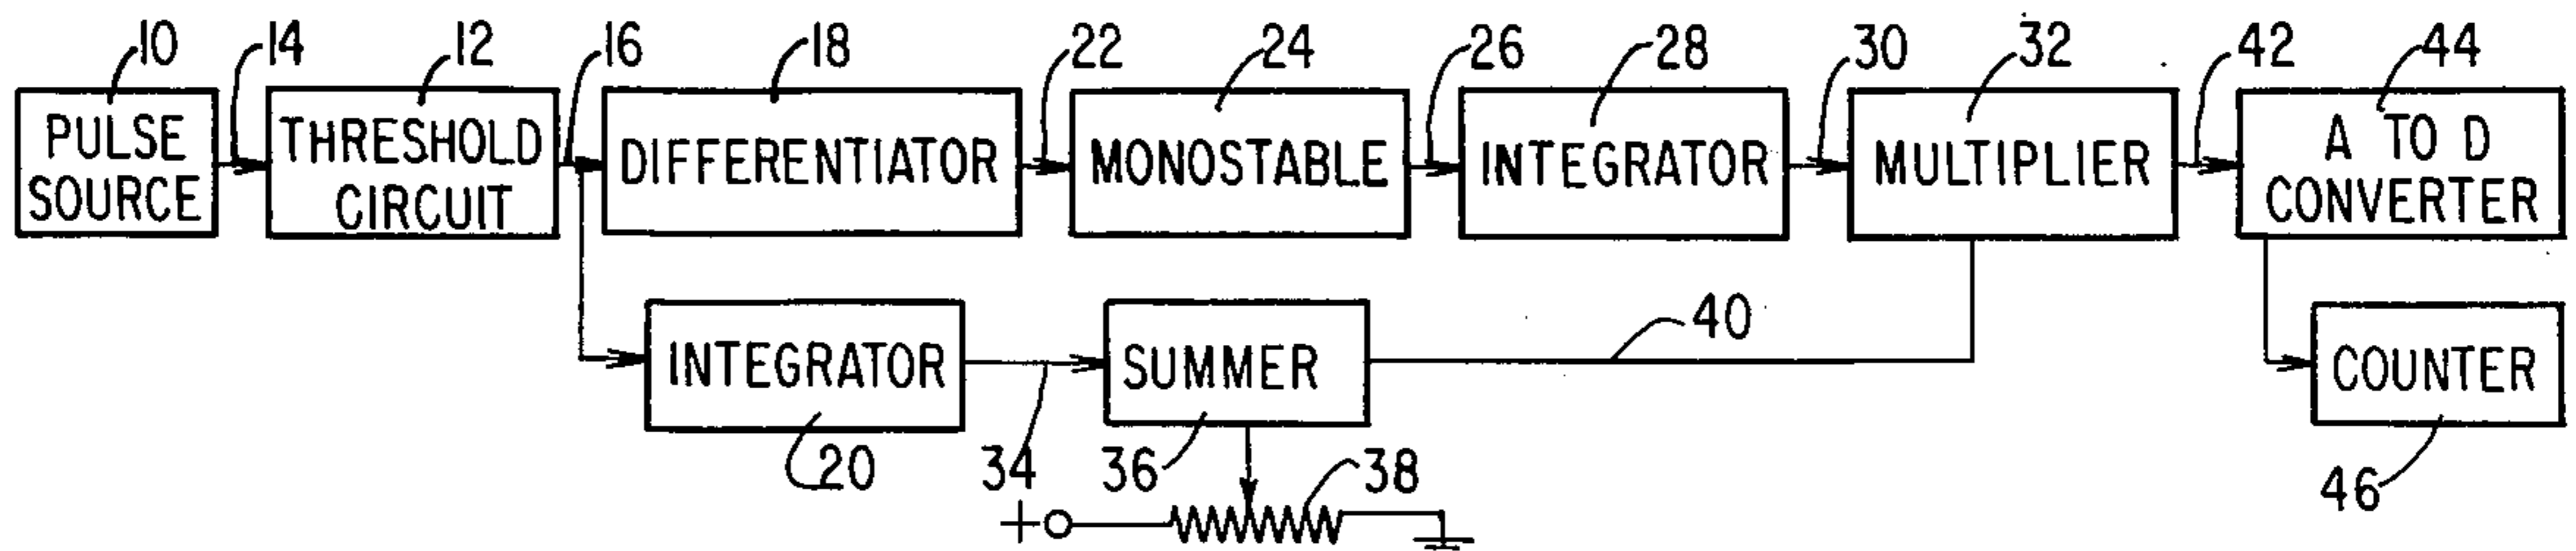 10 14 12 16 18 22 24 26 28 30 32 42 44
PULSE
SOURCE
THRESHOLD
CIRCUIT
DIFFERENTIATOR
MONOSTABLE
INTEGRATOR
MULTIPLIER
A TO D
CONVERTER
INTEGRATOR
SUMMER
40
COUNTER
20 34 36 38 46
+